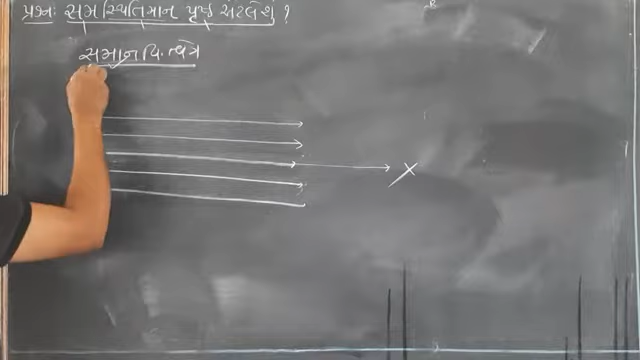 પ્રશ્નઃ સમ સ્થિતિમાન પૃષ્ઠ એટલે શું ?
સમાન વિ. ક્ષેત્ર
X